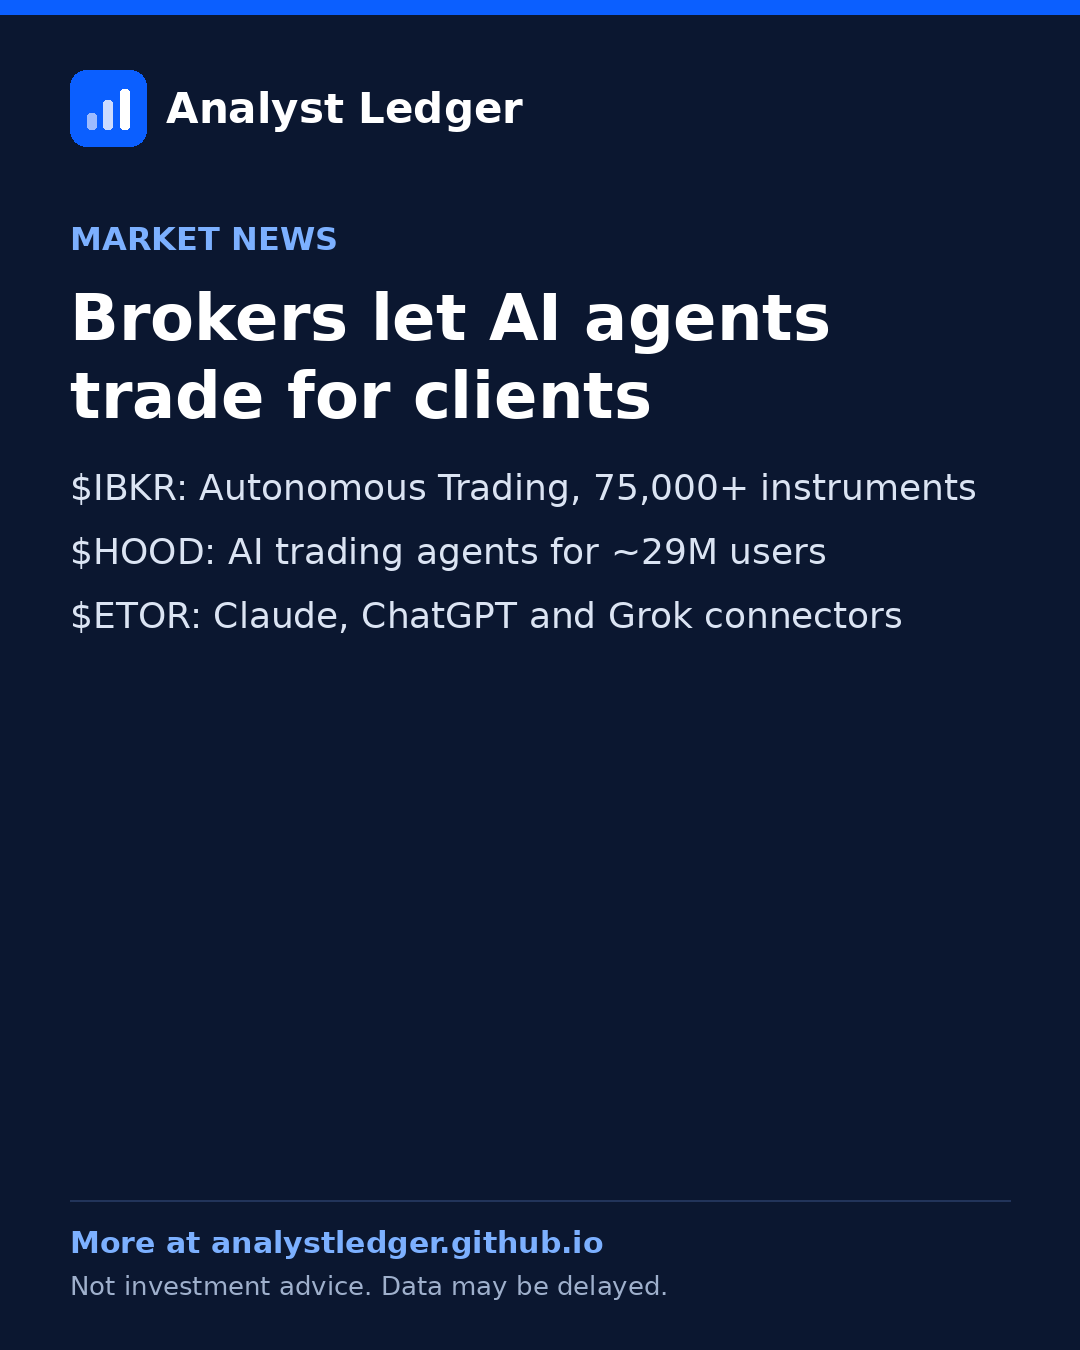 Analyst Ledger
MARKET NEWS
Brokers let AI agents
trade for clients
$IBKR: Autonomous Trading, 75,000+ instruments
$HOOD: AI trading agents for ~29M users
$ETOR: Claude, ChatGPT and Grok connectors
More at analystledger.github.io
Not investment advice. Data may be delayed.